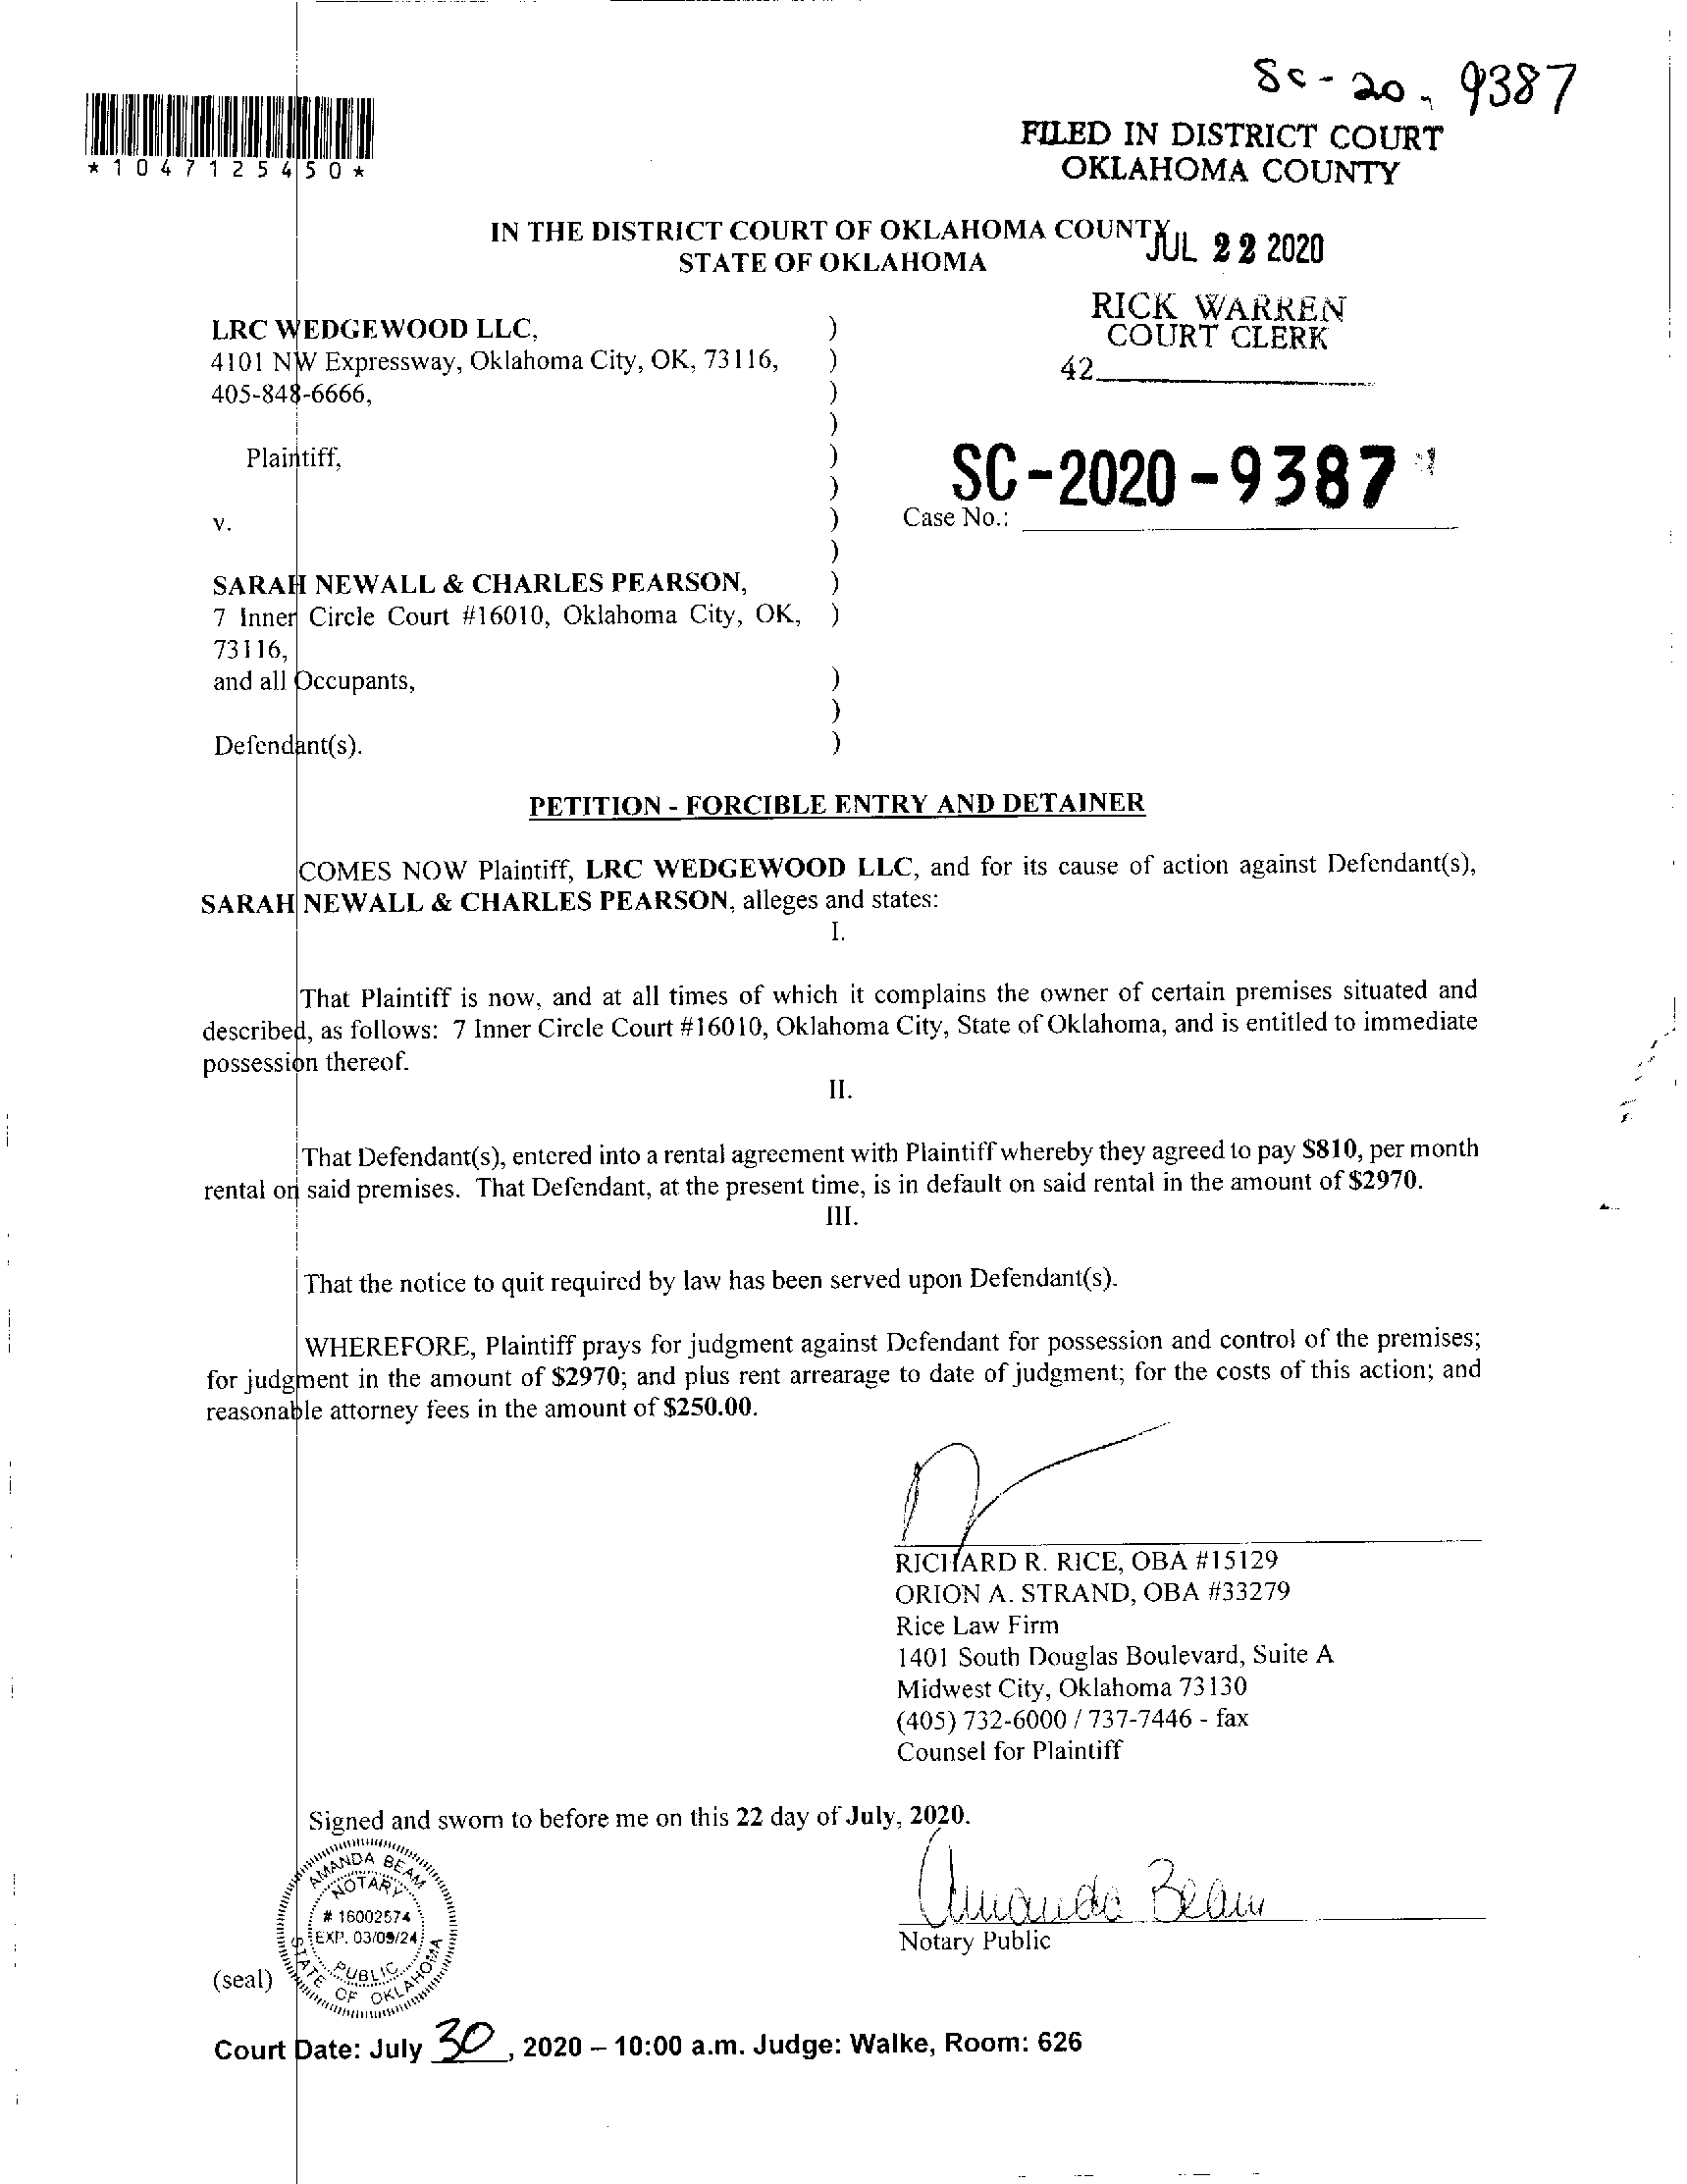 SC-20-9387
*1047125450*
FILED IN DISTRICT COURT
OKLAHOMA COUNTY
IN THE DISTRICT COURT OF OKLAHOMA COUNTY
STATE OF OKLAHOMA
JUL 22 2020
RICK WARREN
COURT CLERK
42
LRC WEDGEWOOD LLC, )
4101 NW Expressway, Oklahoma City, OK, 73116, )
405-848-6666, )
)
Plaintiff, )
)
v. )
)
SC-2020-9387
Case No.:
SARAH NEWALL & CHARLES PEARSON, )
7 Inner Circle Court #16010, Oklahoma City, OK, )
73116,
and all Occupants, )
)
Defendant(s). )
PETITION - FORCIBLE ENTRY AND DETAINER
COMES NOW Plaintiff, LRC WEDGEWOOD LLC, and for its cause of action against Defendant(s),
SARAH NEWALL & CHARLES PEARSON, alleges and states:
I.
That Plaintiff is now, and at all times of which it complains the owner of certain premises situated and
described, as follows: 7 Inner Circle Court #16010, Oklahoma City, State of Oklahoma, and is entitled to immediate
possession thereof.
II.
That Defendant(s), entered into a rental agreement with Plaintiff whereby they agreed to pay $810, per month
rental on said premises. That Defendant, at the present time, is in default on said rental in the amount of $2970.
III.
That the notice to quit required by law has been served upon Defendant(s).
WHEREFORE, Plaintiff prays for judgment against Defendant for possession and control of the premises;
for judgment in the amount of $2970; and plus rent arrearage to date of judgment; for the costs of this action; and
reasonable attorney fees in the amount of $250.00.
RICHARD R. RICE, OBA #15129
ORION A. STRAND, OBA #33279
Rice Law Firm
1401 South Douglas Boulevard, Suite A
Midwest City, Oklahoma 73130
(405) 732-6000 / 737-7446 - fax
Counsel for Plaintiff
Signed and sworn to before me on this 22 day of July, 2020.
AMANDA BEAM
NOTARY
# 16002574
EXP. 03/09/24
PUBLIC
STATE OF OKLAHOMA
Amanda Beam
Notary Public
(seal)
Court Date: July 30, 2020 – 10:00 a.m. Judge: Walke, Room: 626